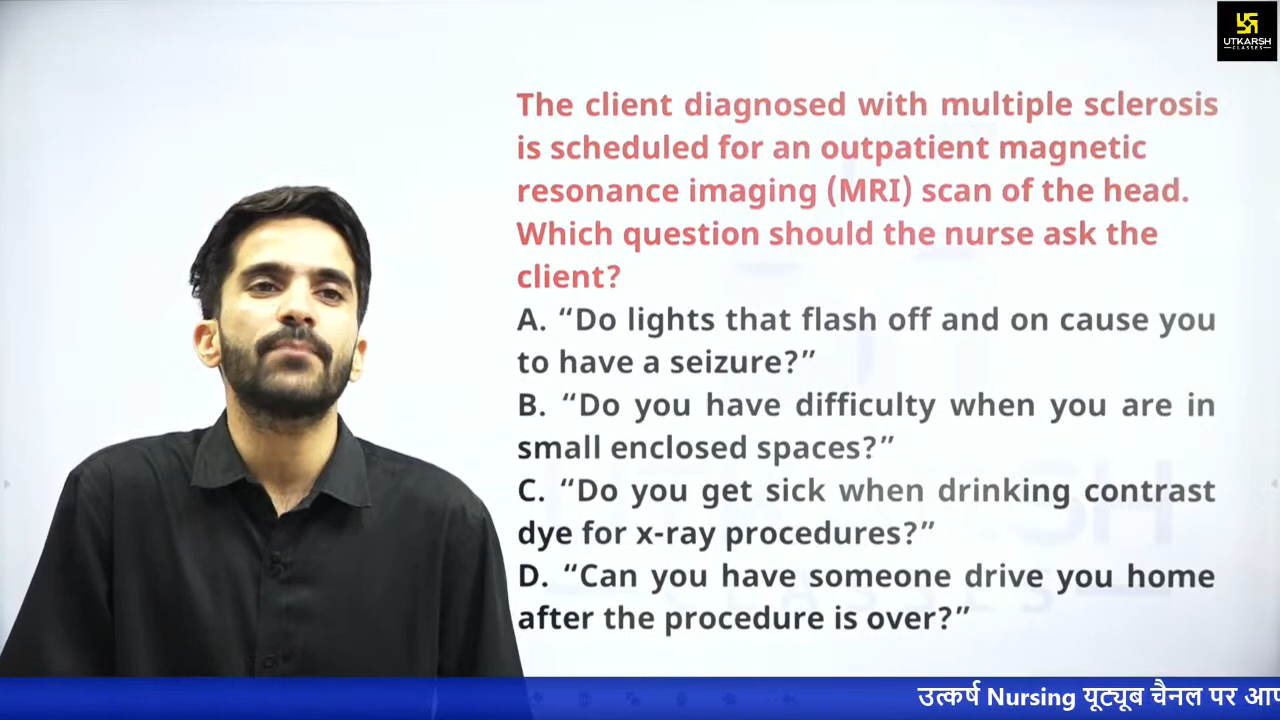 UTKARSH
CLASSES
The client diagnosed with multiple sclerosis
is scheduled for an outpatient magnetic
resonance imaging (MRI) scan of the head.
Which question should the nurse ask the
client?
A. “Do lights that flash off and on cause you
to have a seizure?”
B. “Do you have difficulty when you are in
small enclosed spaces?”
C. “Do you get sick when drinking contrast
dye for x-ray procedures?”
D. “Can you have someone drive you home
after the procedure is over?”
उत्कर्ष Nursing यूट्यूब चैनल पर